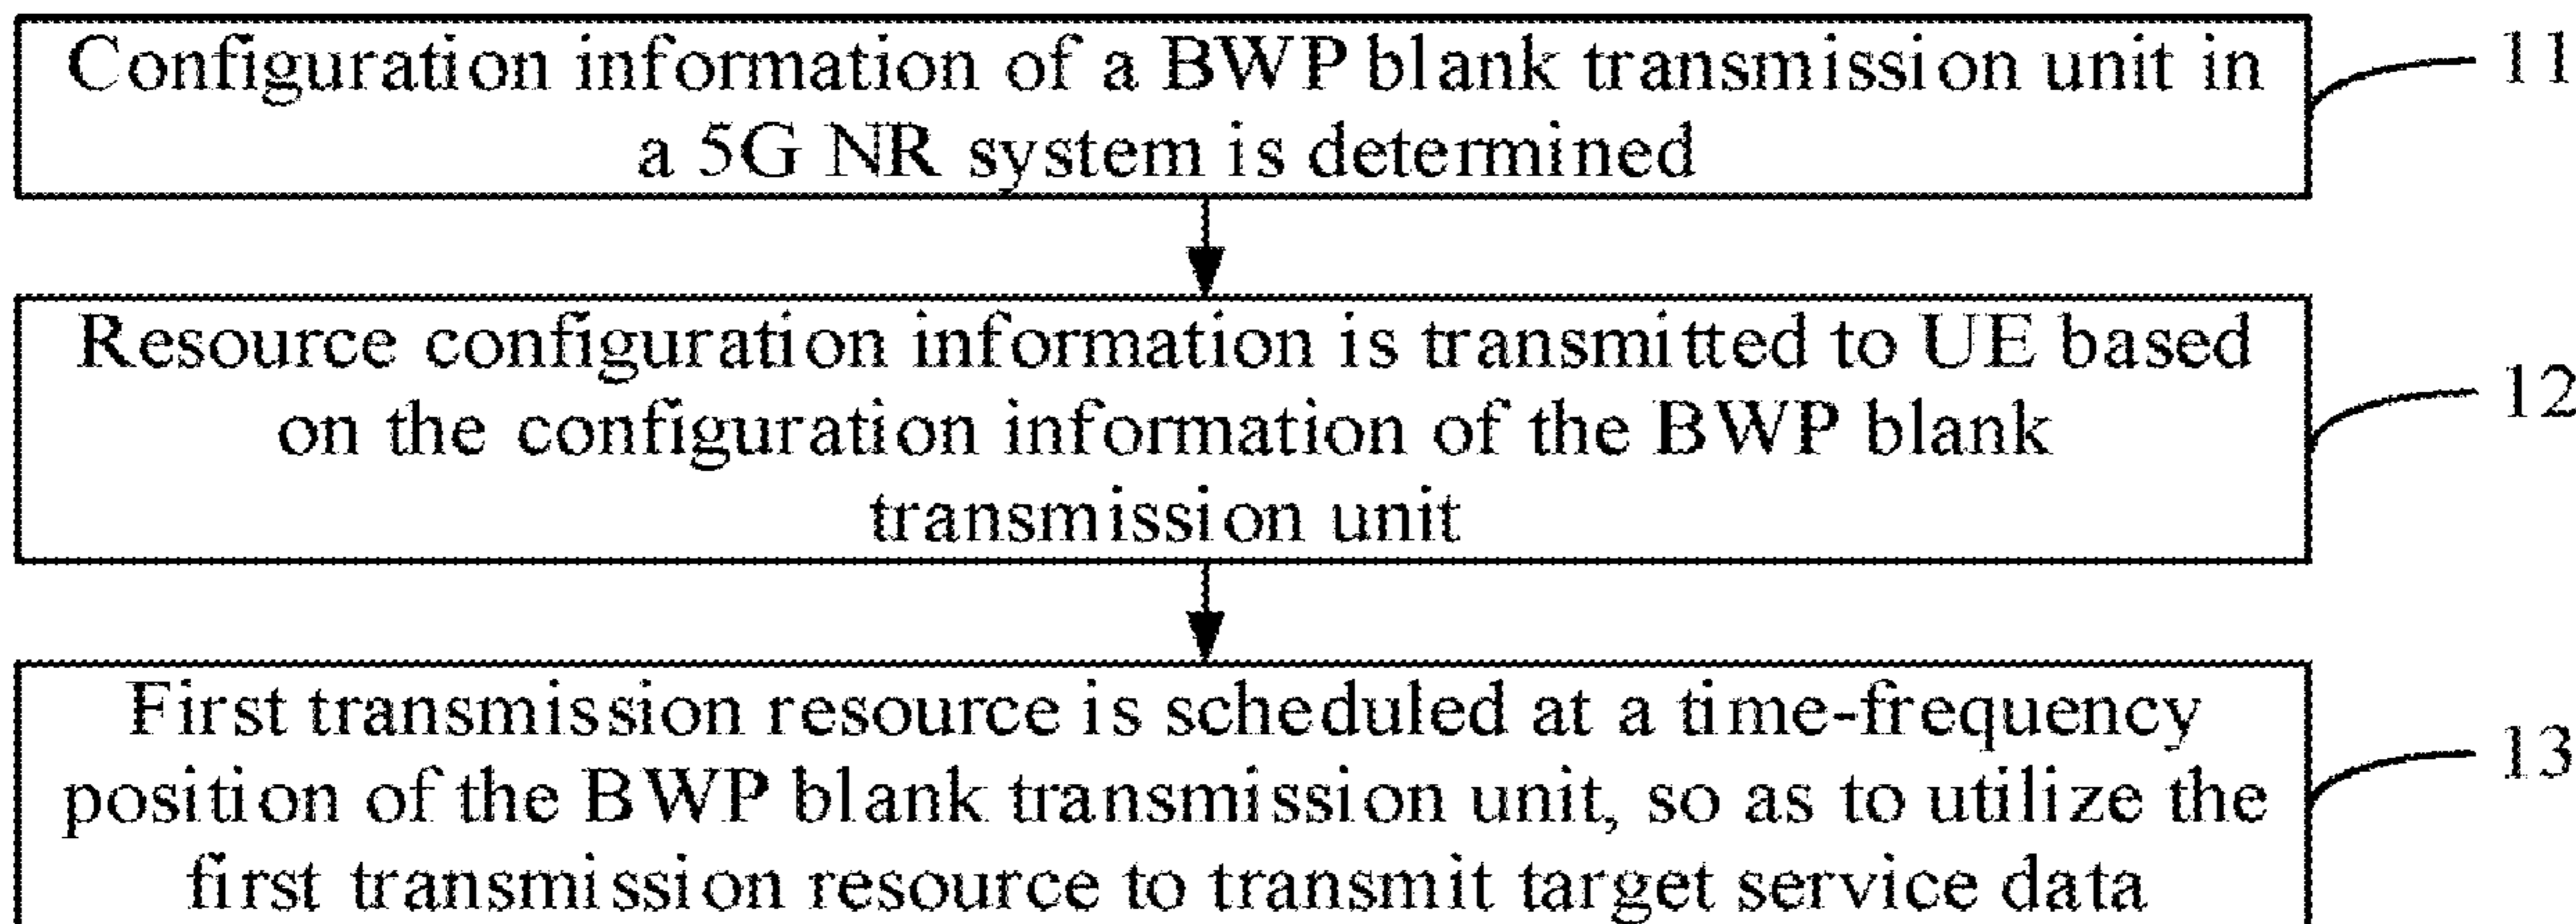 Configuration information of a BWP blank transmission unit in
a 5G NR system is determined
11
Resource configuration information is transmitted to UE based
on the configuration information of the BWP blank
transmission unit
12
First transmission resource is scheduled at a time-frequency
position of the BWP blank transmission unit, so as to utilize the
first transmission resource to transmit target service data
13